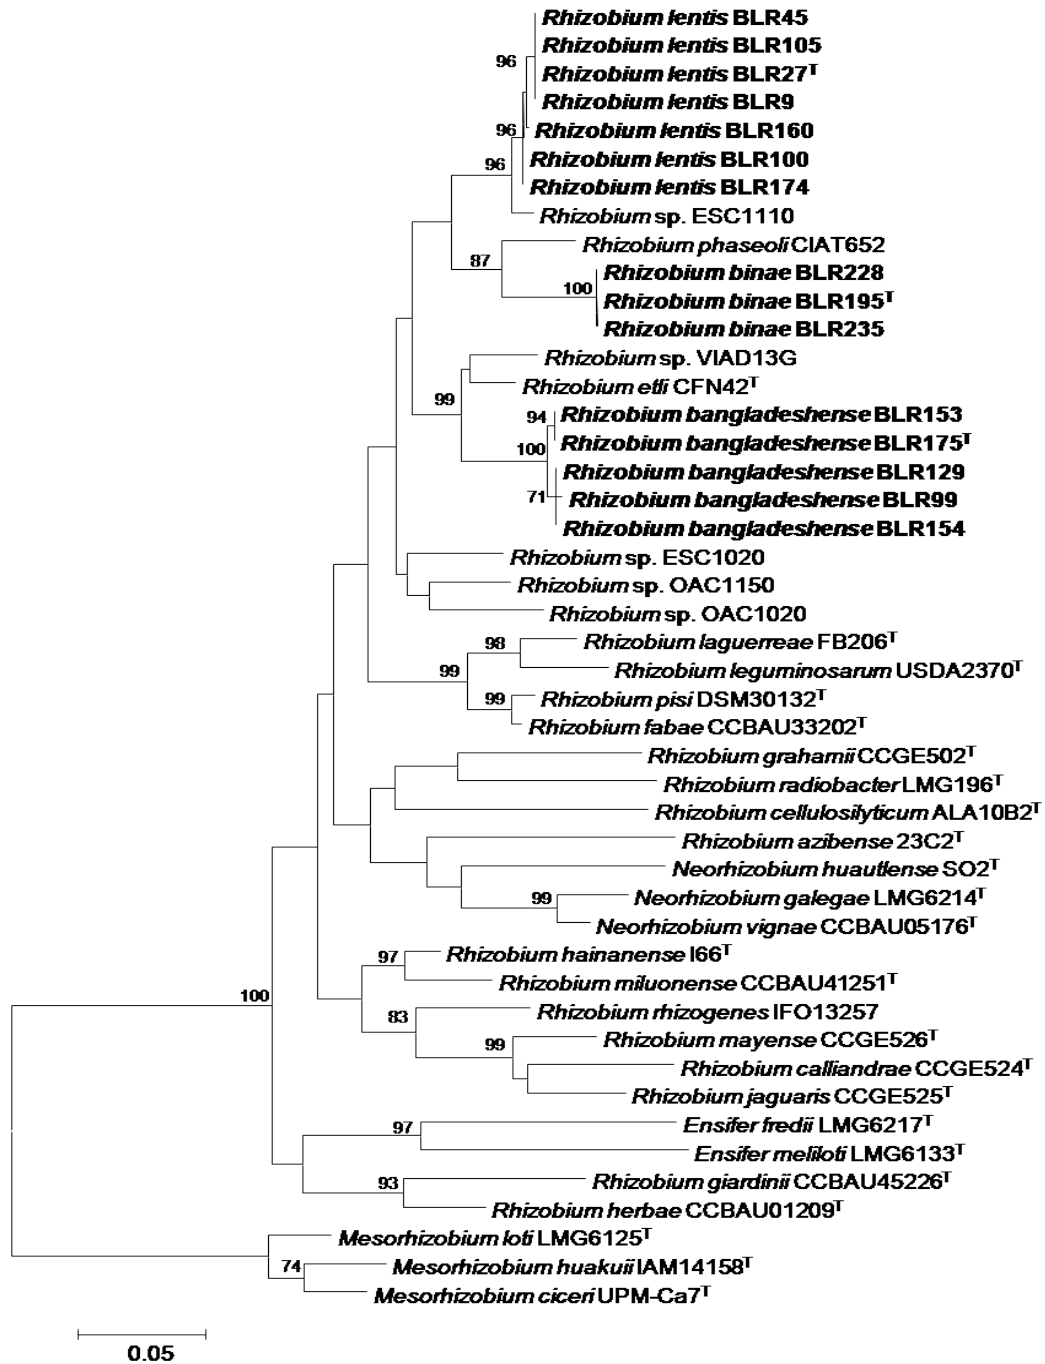 Rhizobium lentis BLR45
Rhizobium lentis BLR105
96
Rhizobium lentis BLR27ᵀ
Rhizobium lentis BLR9
96
Rhizobium lentis BLR160
96
Rhizobium lentis BLR100
Rhizobium lentis BLR174
Rhizobium sp. ESC1110
Rhizobium phaseoli CIAT652
87
Rhizobium binae BLR228
100
Rhizobium binae BLR195ᵀ
Rhizobium binae BLR235
Rhizobium sp. VIAD13G
Rhizobium etli CFN42ᵀ
99
94
Rhizobium bangladeshense BLR153
Rhizobium bangladeshense BLR175ᵀ
100
Rhizobium bangladeshense BLR129
71
Rhizobium bangladeshense BLR99
Rhizobium bangladeshense BLR154
Rhizobium sp. ESC1020
Rhizobium sp. OAC1150
Rhizobium sp. OAC1020
98
Rhizobium laguerreae FB206ᵀ
99
Rhizobium leguminosarum USDA2370ᵀ
99
Rhizobium pisi DSM30132ᵀ
Rhizobium fabae CCBAU33202ᵀ
Rhizobium grahamii CCGE502ᵀ
Rhizobium radiobacter LMG196ᵀ
Rhizobium cellulosilyticum ALA10B2ᵀ
Rhizobium azibense 23C2ᵀ
Neorhizobium huautlense SO2ᵀ
99
Neorhizobium galegae LMG6214ᵀ
Neorhizobium vignae CCBAU05176ᵀ
97
Rhizobium hainanense I66ᵀ
Rhizobium miluonense CCBAU41251ᵀ
100
83
Rhizobium rhizogenes IFO13257
99
Rhizobium mayense CCGE526ᵀ
Rhizobium calliandrae CCGE524ᵀ
Rhizobium jaguaris CCGE525ᵀ
97
Ensifer fredii LMG6217ᵀ
Ensifer meliloti LMG6133ᵀ
93
Rhizobium giardinii CCBAU45226ᵀ
Rhizobium herbae CCBAU01209ᵀ
Mesorhizobium loti LMG6125ᵀ
74
Mesorhizobium huakuii IAM14158ᵀ
Mesorhizobium ciceri UPM-Ca7ᵀ
0.05